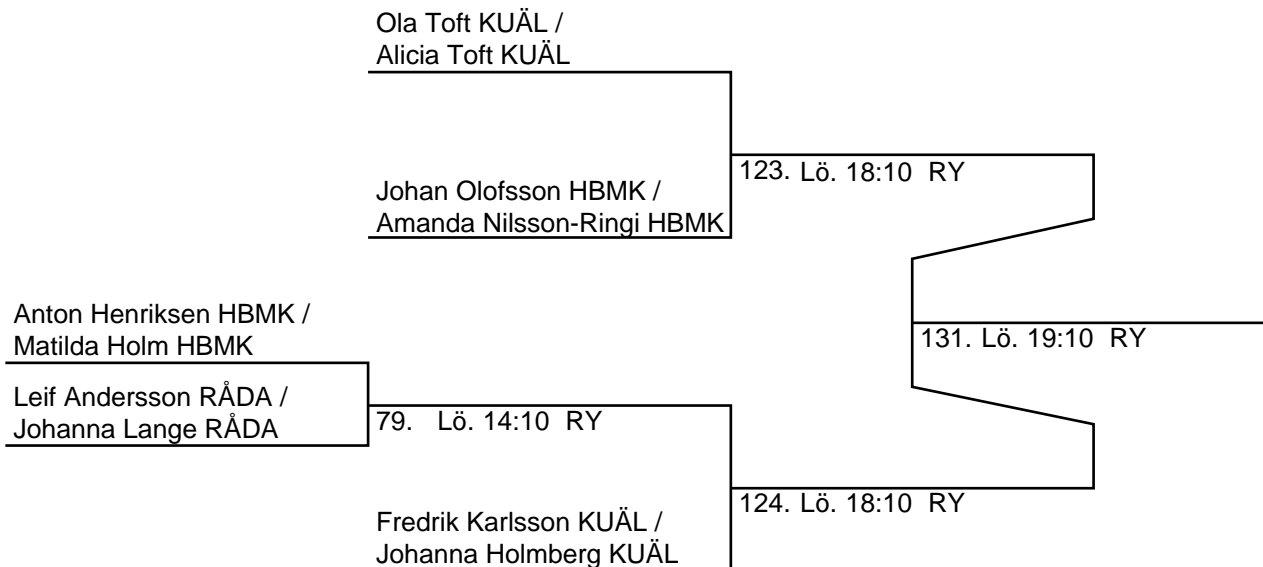 Ola Toft KUÄL /
Alicia Toft KUÄL
123. Lö. 18:10 RY
Johan Olofsson HBMK /
Amanda Nilsson-Ringi HBMK
Anton Henriksen HBMK /
Matilda Holm HBMK
131. Lö. 19:10 RY
Leif Andersson RÅDA /
Johanna Lange RÅDA
79. Lö. 14:10 RY
124. Lö. 18:10 RY
Fredrik Karlsson KUÄL /
Johanna Holmberg KUÄL